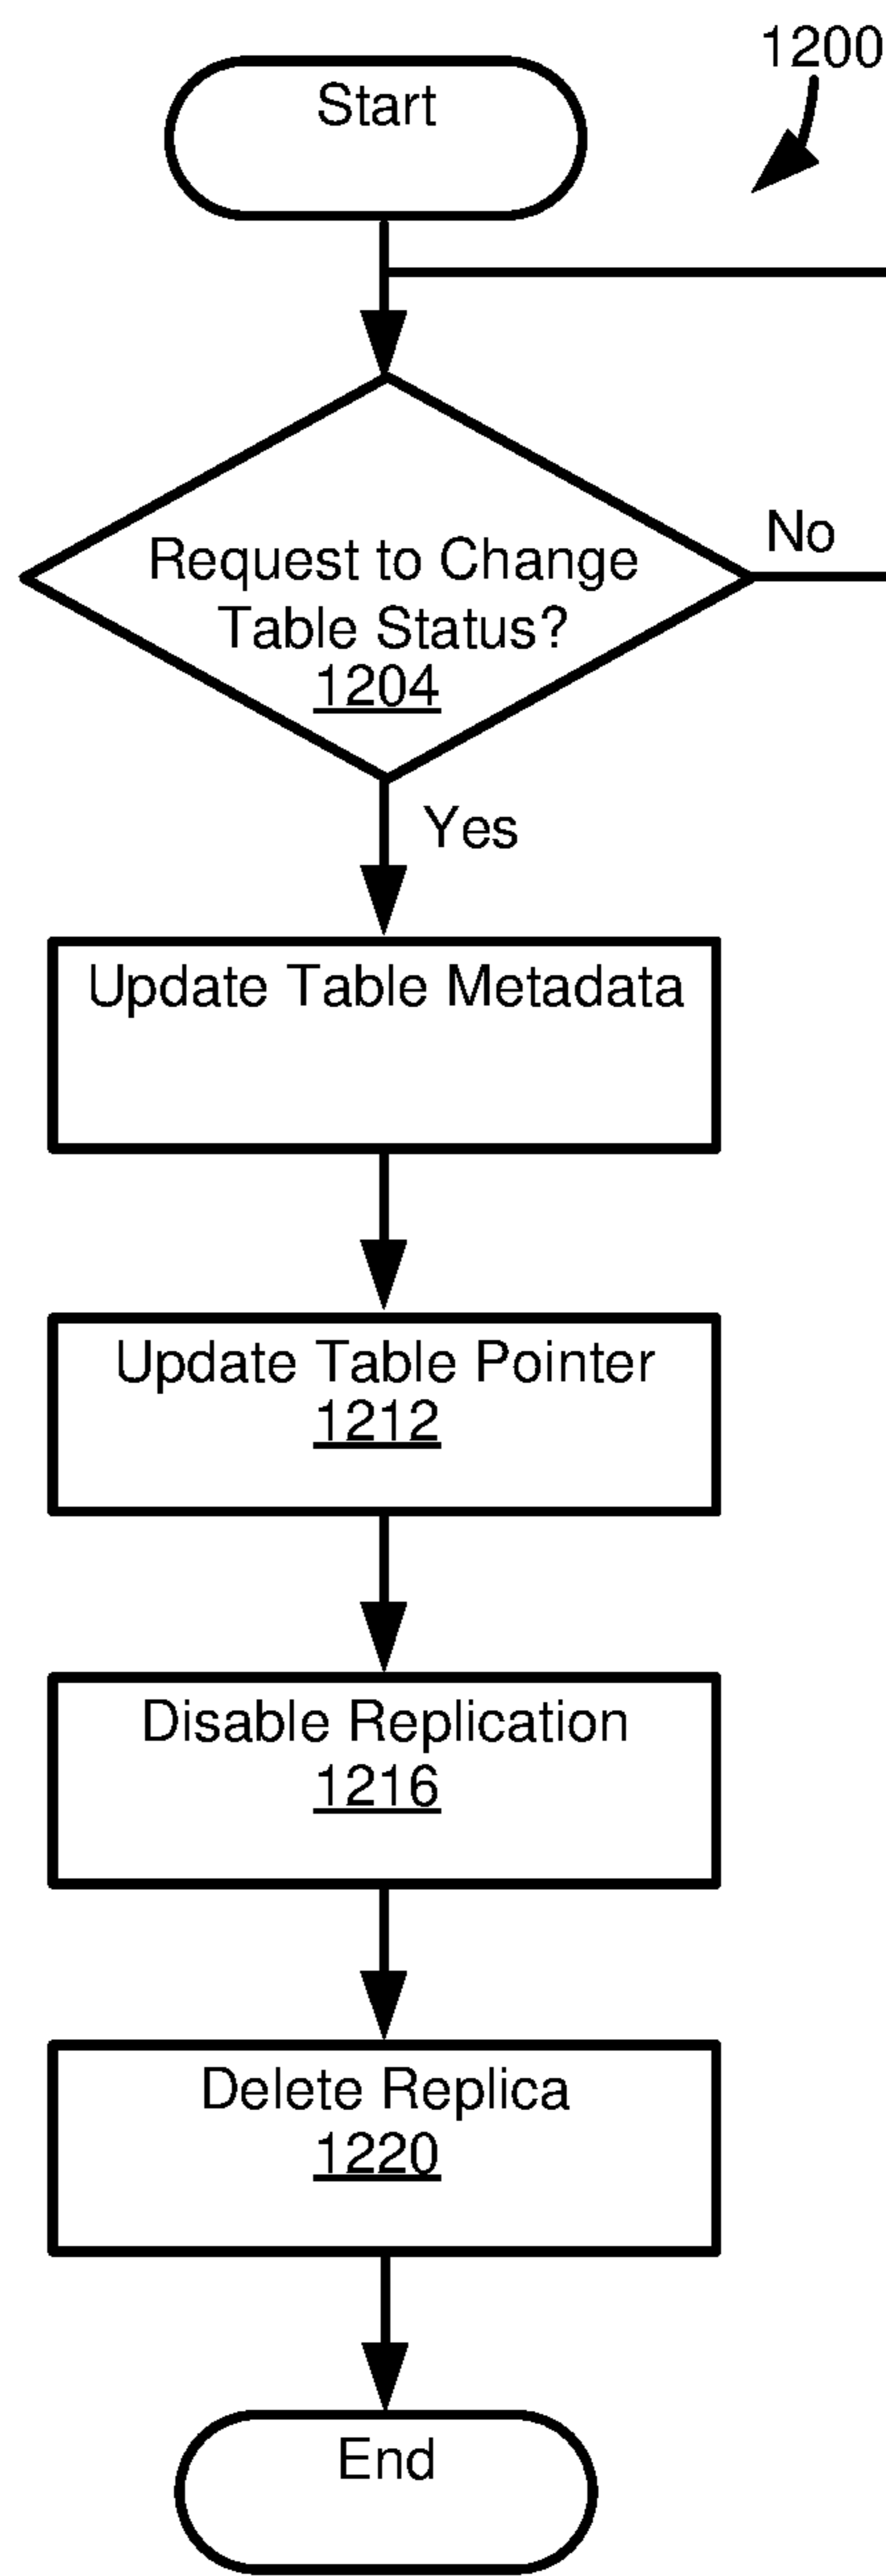 1200
Start
Request to Change
Table Status?
1204
No
Yes
Update Table Metadata
Update Table Pointer
1212
Disable Replication
1216
Delete Replica
1220
End